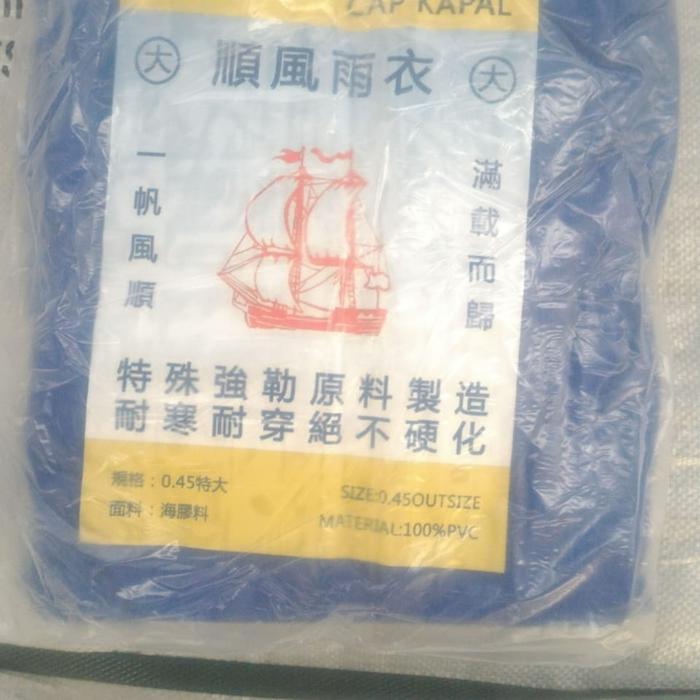 CAP KAPAL
大 順風雨衣 大
一帆風順
滿載而歸
特殊強勒原料製造
耐寒耐穿絕不硬化
規格：0.45特大
面料：海膠料
SIZE:0.45OUTSIZE
MATERIAL:100%PVC